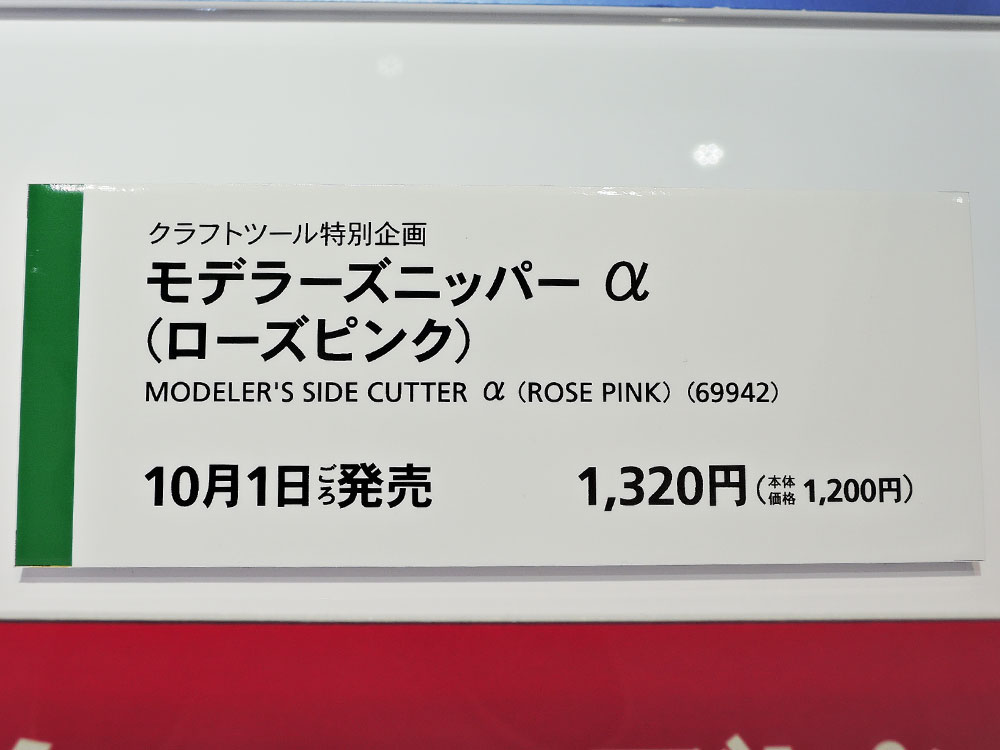 クラフトツール特別企画
モデラーズニッパー α
（ローズピンク）
MODELER'S SIDE CUTTER α (ROSE PINK) (69942)
10月1日ごろ発売 1,320円（本体価格 1,200円）